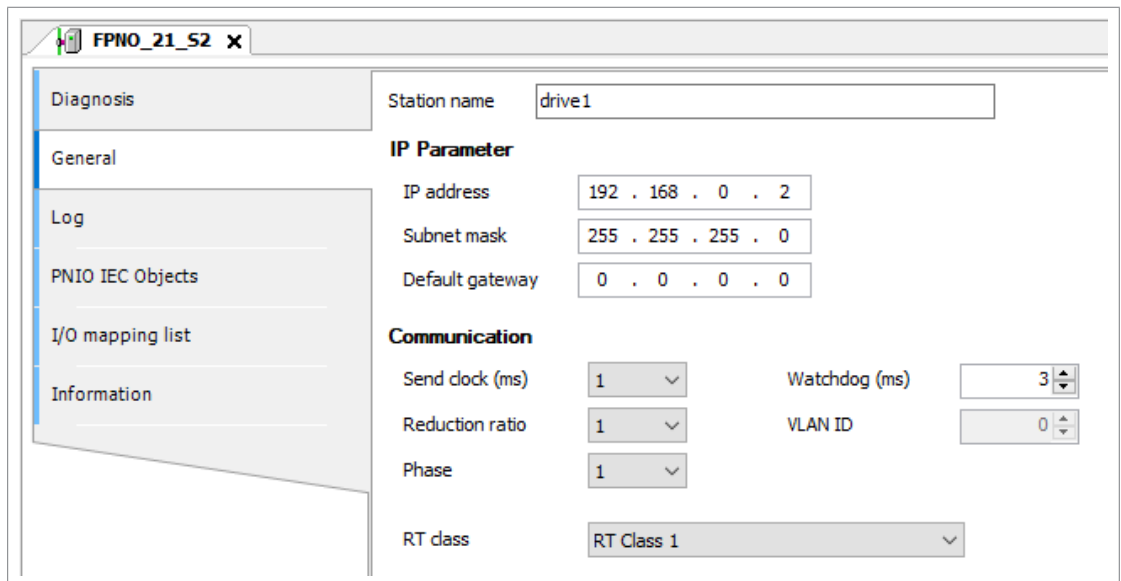 FPNO_21_S2 x
Diagnosis
General
Log
PNIO IEC Objects
I/O mapping list
Information
Station name drive1
IP Parameter
IP address 192 . 168 . 0 . 2
Subnet mask 255 . 255 . 255 . 0
Default gateway 0 . 0 . 0 . 0
Communication
Send clock (ms) 1 Watchdog (ms) 3
Reduction ratio 1 VLAN ID 0
Phase 1
RT class RT Class 1